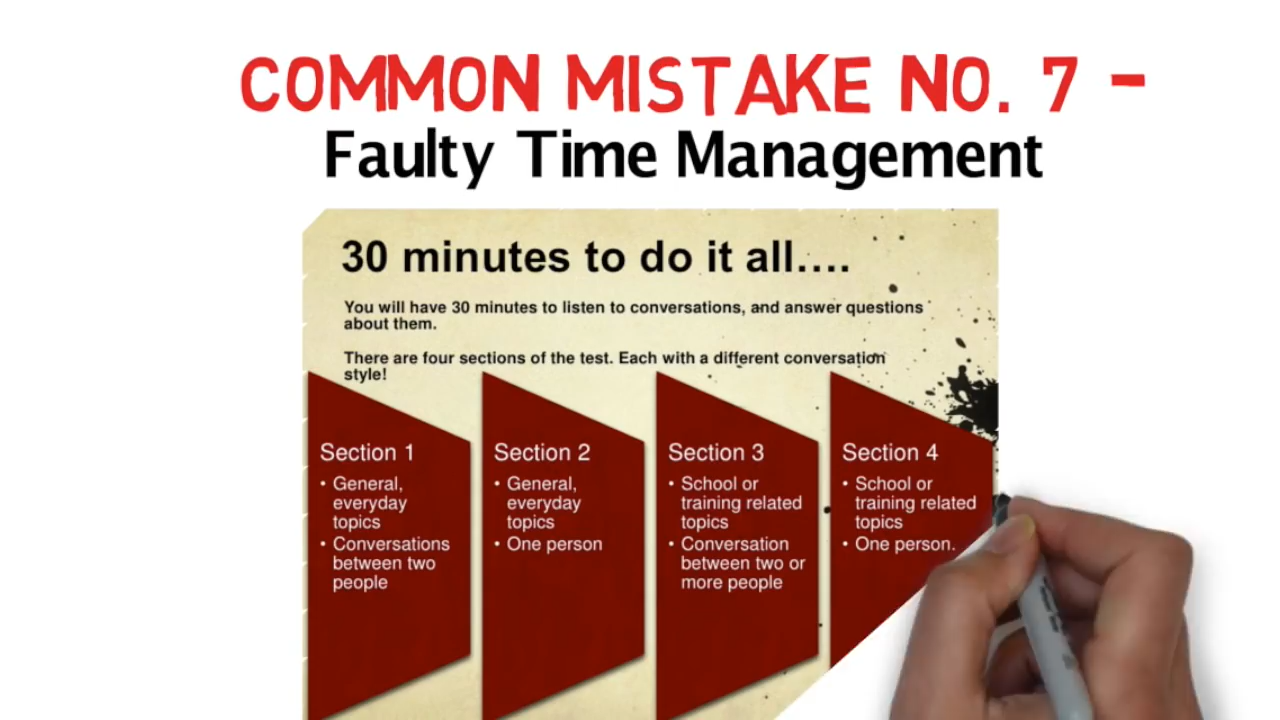 COMMON MISTAKE NO. 7 -
Faulty Time Management
30 minutes to do it all....
You will have 30 minutes to listen to conversations, and answer questions
about them.
There are four sections of the test. Each with a different conversation
style!
Section 1
• General,
everyday
topics
• Conversations
between two
people
Section 2
• General,
everyday
topics
• One person
Section 3
• School or
training related
topics
• Conversation
between two or
more people
Section 4
• School or
training related
topics
• One person.